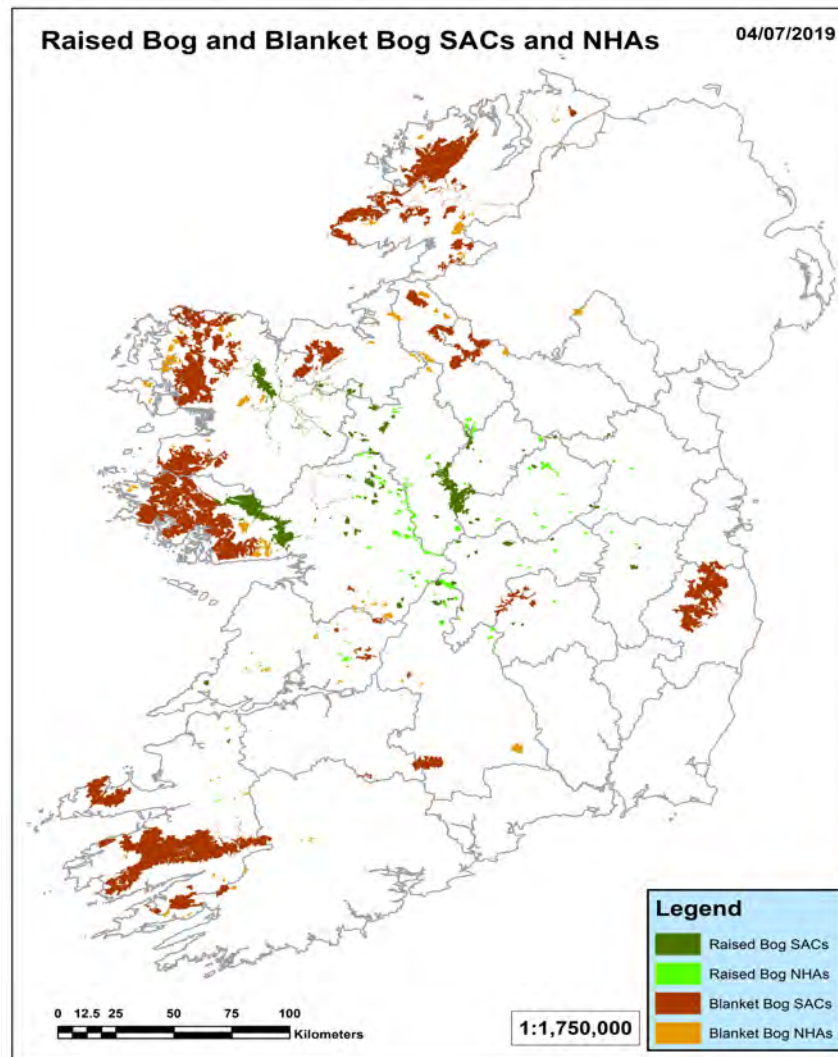 Raised Bog and Blanket Bog SACs and NHAs
04/07/2019
Legend
Raised Bog SACs
Raised Bog NHAs
Blanket Bog SACs
Blanket Bog NHAs
0 12.5 25 50 75 100
Kilometers
1:1,750,000